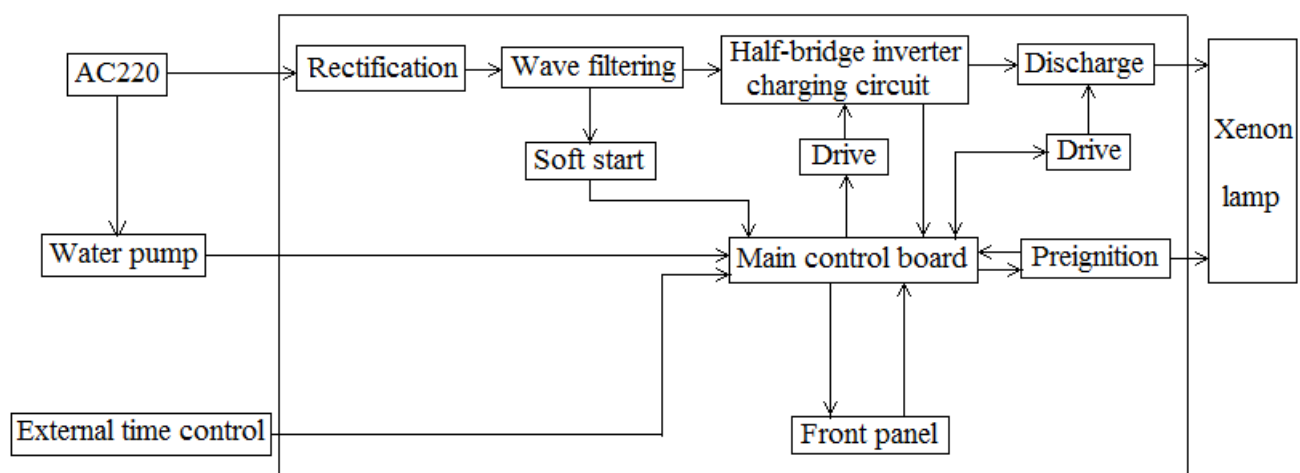 AC220
Rectification
Wave filtering
Half-bridge inverter
charging circuit
Discharge
Xenon
lamp
Soft start
Drive
Drive
Water pump
Main control board
Preignition
External time control
Front panel